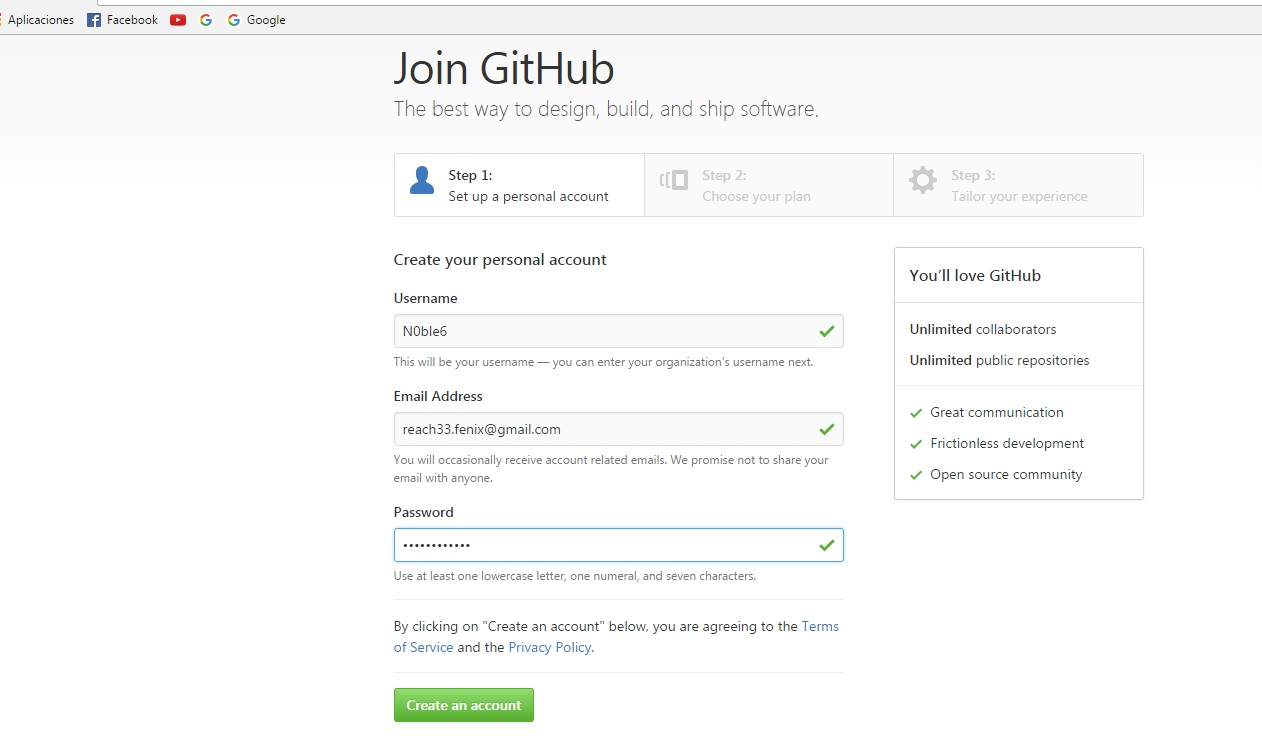 Aplicaciones Facebook Google
Join GitHub
The best way to design, build, and ship software.
Step 1:
Set up a personal account
Step 2:
Choose your plan
Step 3:
Tailor your experience
Create your personal account
Username
N0ble6
This will be your username — you can enter your organization's username next.
Email Address
reach33.fenix@gmail.com
You will occasionally receive account related emails. We promise not to share your
email with anyone.
Password
••••••••••••
Use at least one lowercase letter, one numeral, and seven characters.
By clicking on "Create an account" below, you are agreeing to the Terms
of Service and the Privacy Policy.
Create an account
You'll love GitHub
Unlimited collaborators
Unlimited public repositories
Great communication
Frictionless development
Open source community